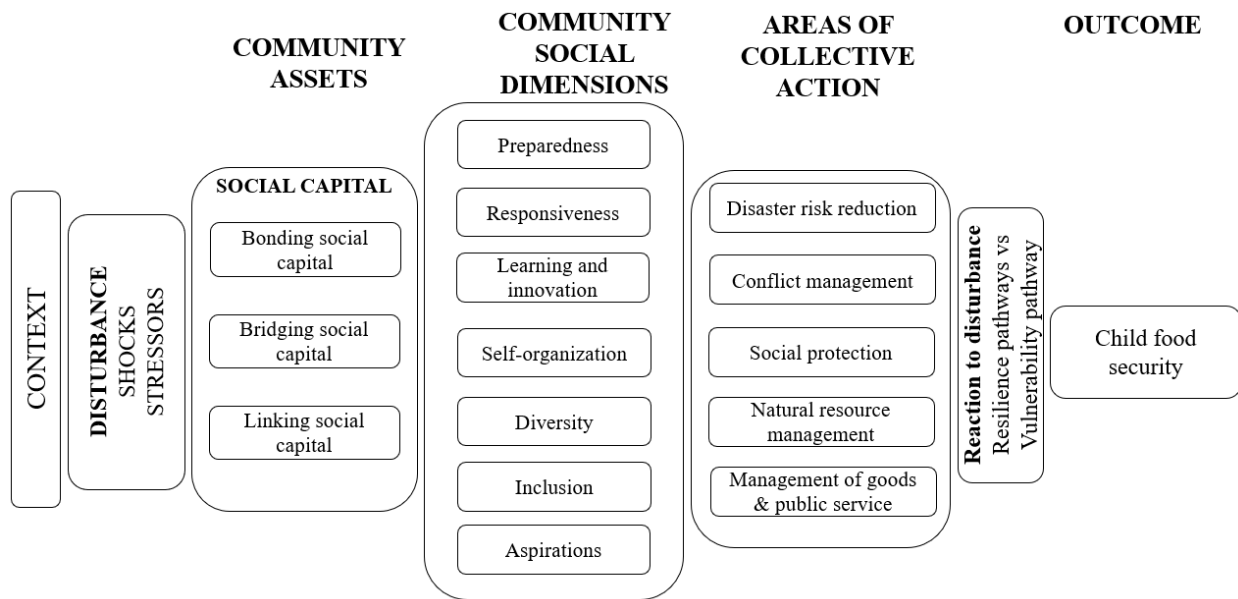 COMMUNITY
ASSETS
COMMUNITY
SOCIAL
DIMENSIONS
AREAS OF
COLLECTIVE
ACTION
OUTCOME
CONTEXT
DISTURBANCE
SHOCKS
STRESSORS
SOCIAL CAPITAL
Bonding social
capital
Bridging social
capital
Linking social
capital
Preparedness
Responsiveness
Learning and
innovation
Self-organization
Diversity
Inclusion
Aspirations
Disaster risk reduction
Conflict management
Social protection
Natural resource
management
Management of goods
& public service
Reaction to disturbance
Resilience pathways vs
Vulnerability pathway
Child food
security